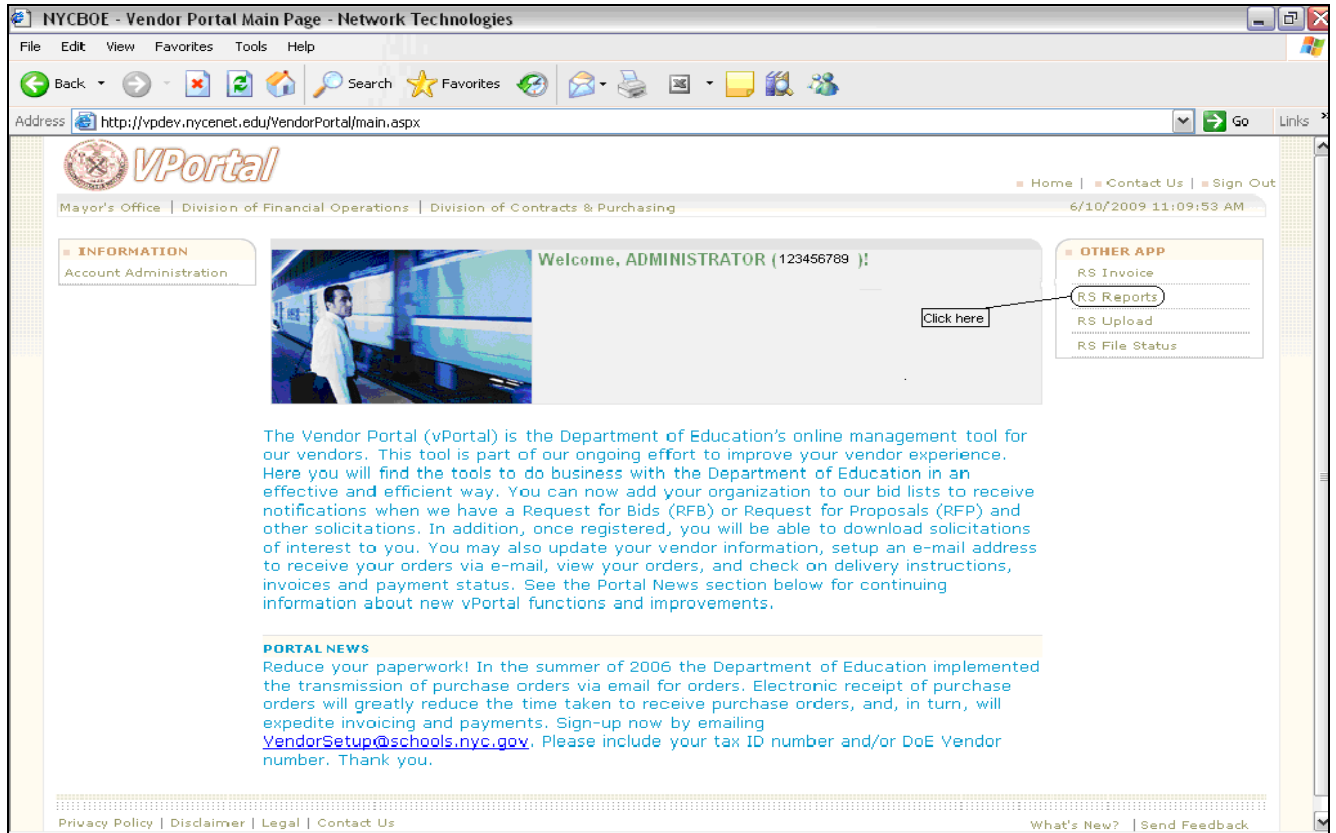 NYCBOE - Vendor Portal Main Page - Network Technologies
File Edit View Favorites Tools Help
Back Search Favorites
Address http://vpdev.nycenet.edu/VendorPortal/main.aspx Go Links »
VPortal
Home | Contact Us | Sign Out
Mayor's Office | Division of Financial Operations | Division of Contracts & Purchasing 6/10/2009 11:09:53 AM
INFORMATION
Account Administration
Welcome, ADMINISTRATOR ( 123456789 )!
Click here
OTHER APP
RS Invoice
RS Reports
RS Upload
RS File Status
The Vendor Portal (vPortal) is the Department of Education's online management tool for
our vendors. This tool is part of our ongoing effort to improve your vendor experience.
Here you will find the tools to do business with the Department of Education in an
effective and efficient way. You can now add your organization to our bid lists to receive
notifications when we have a Request for Bids (RFB) or Request for Proposals (RFP) and
other solicitations. In addition, once registered, you will be able to download solicitations
of interest to you. You may also update your vendor information, setup an e-mail address
to receive your orders via e-mail, view your orders, and check on delivery instructions,
invoices and payment status. See the Portal News section below for continuing
information about new vPortal functions and improvements.
PORTAL NEWS
Reduce your paperwork! In the summer of 2006 the Department of Education implemented
the transmission of purchase orders via email for orders. Electronic receipt of purchase
orders will greatly reduce the time taken to receive purchase orders, and, in turn, will
expedite invoicing and payments. Sign-up now by emailing
VendorSetup@schools.nyc.gov. Please include your tax ID number and/or DoE Vendor
number. Thank you.
Privacy Policy | Disclaimer | Legal | Contact Us What's New? | Send Feedback